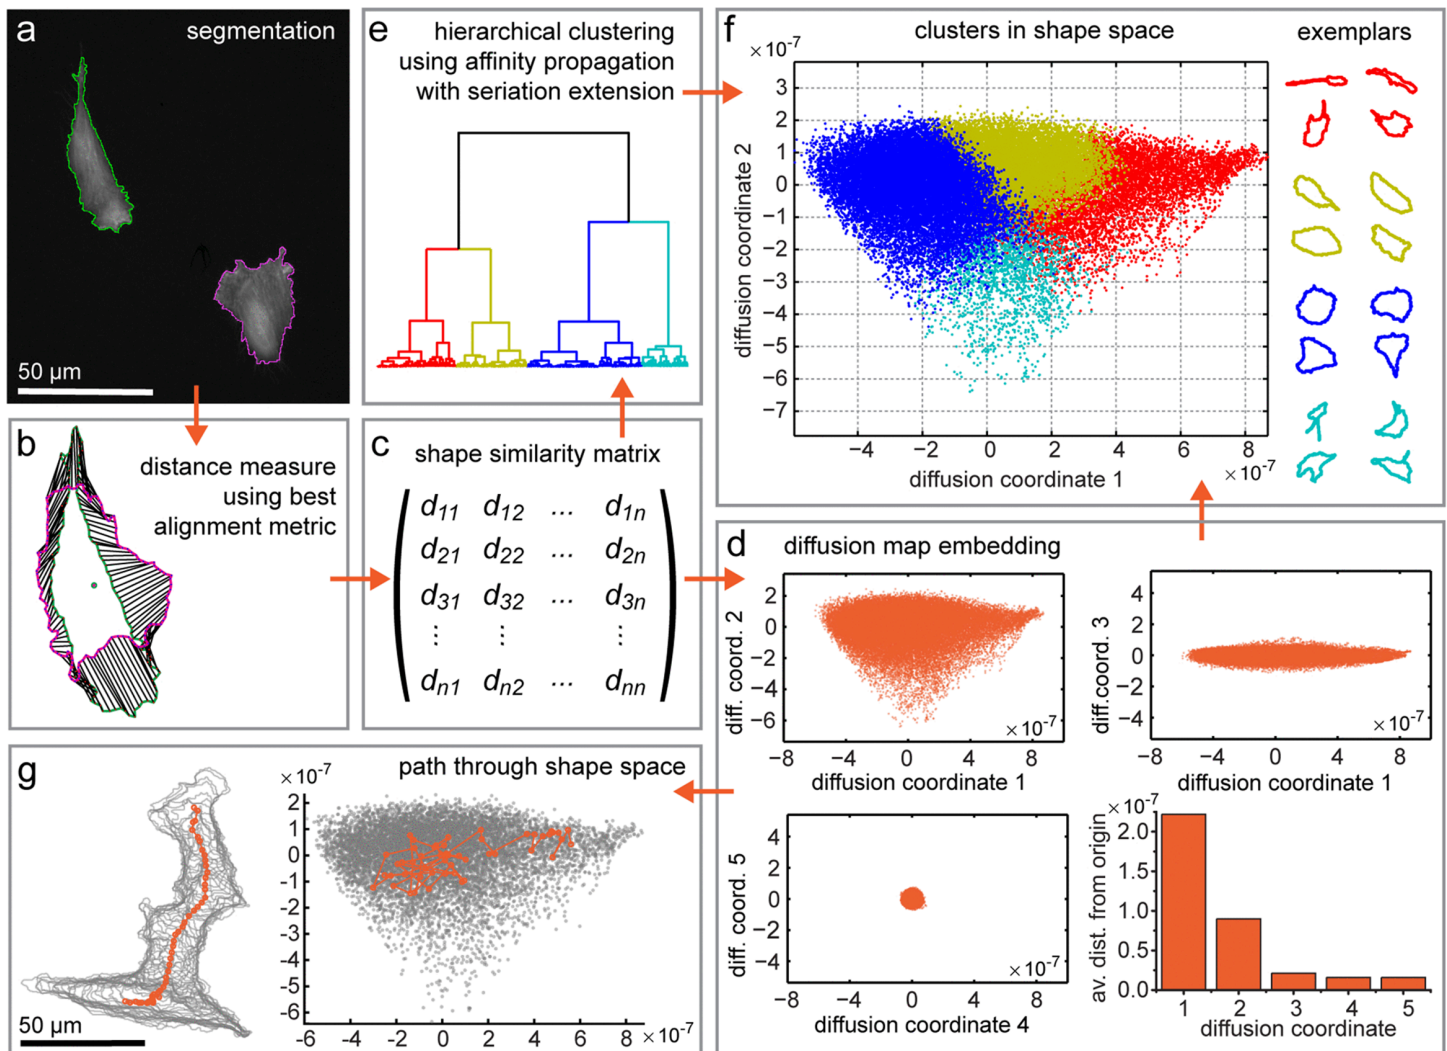 a
segmentation
50 μm
b
distance measure
using best
alignment metric
c
shape similarity matrix
d11 d12 ... d1n
d21 d22 ... d2n
d31 d32 ... d3n
⋮ ⋮ ⋮
dn1 dn2 ... dnn
e
hierarchical clustering
using affinity propagation
with seriation extension
f
clusters in shape space
exemplars
×10⁻⁷
diffusion coordinate 2
3
2
1
0
−1
−2
−3
−4
−5
−6
−7
−4 −2 0 2 4 6 8
diffusion coordinate 1
×10⁻⁷
d
diffusion map embedding
diff. coord. 2
2
0
−2
−4
−6
×10⁻⁷
−8 −4 0 4 8
diffusion coordinate 1
diff.coord. 3
4
2
0
−2
−4
×10⁻⁷
−8 −4 0 4 8
diffusion coordinate 1
diff. coord. 5
4
2
0
−2
−4
×10⁻⁷
−8 −4 0 4 8
diffusion coordinate 4
av. dist. from origin
×10⁻⁷
2.0
1.0
0.5
0.0
1 2 3 4 5
diffusion coordinate
g
50 μm
path through shape space
×10⁻⁷
2
1
0
-1
-2
-3
-4
-5
-6
-6 -4 -2 0 2 4 6 8 ×10⁻⁷